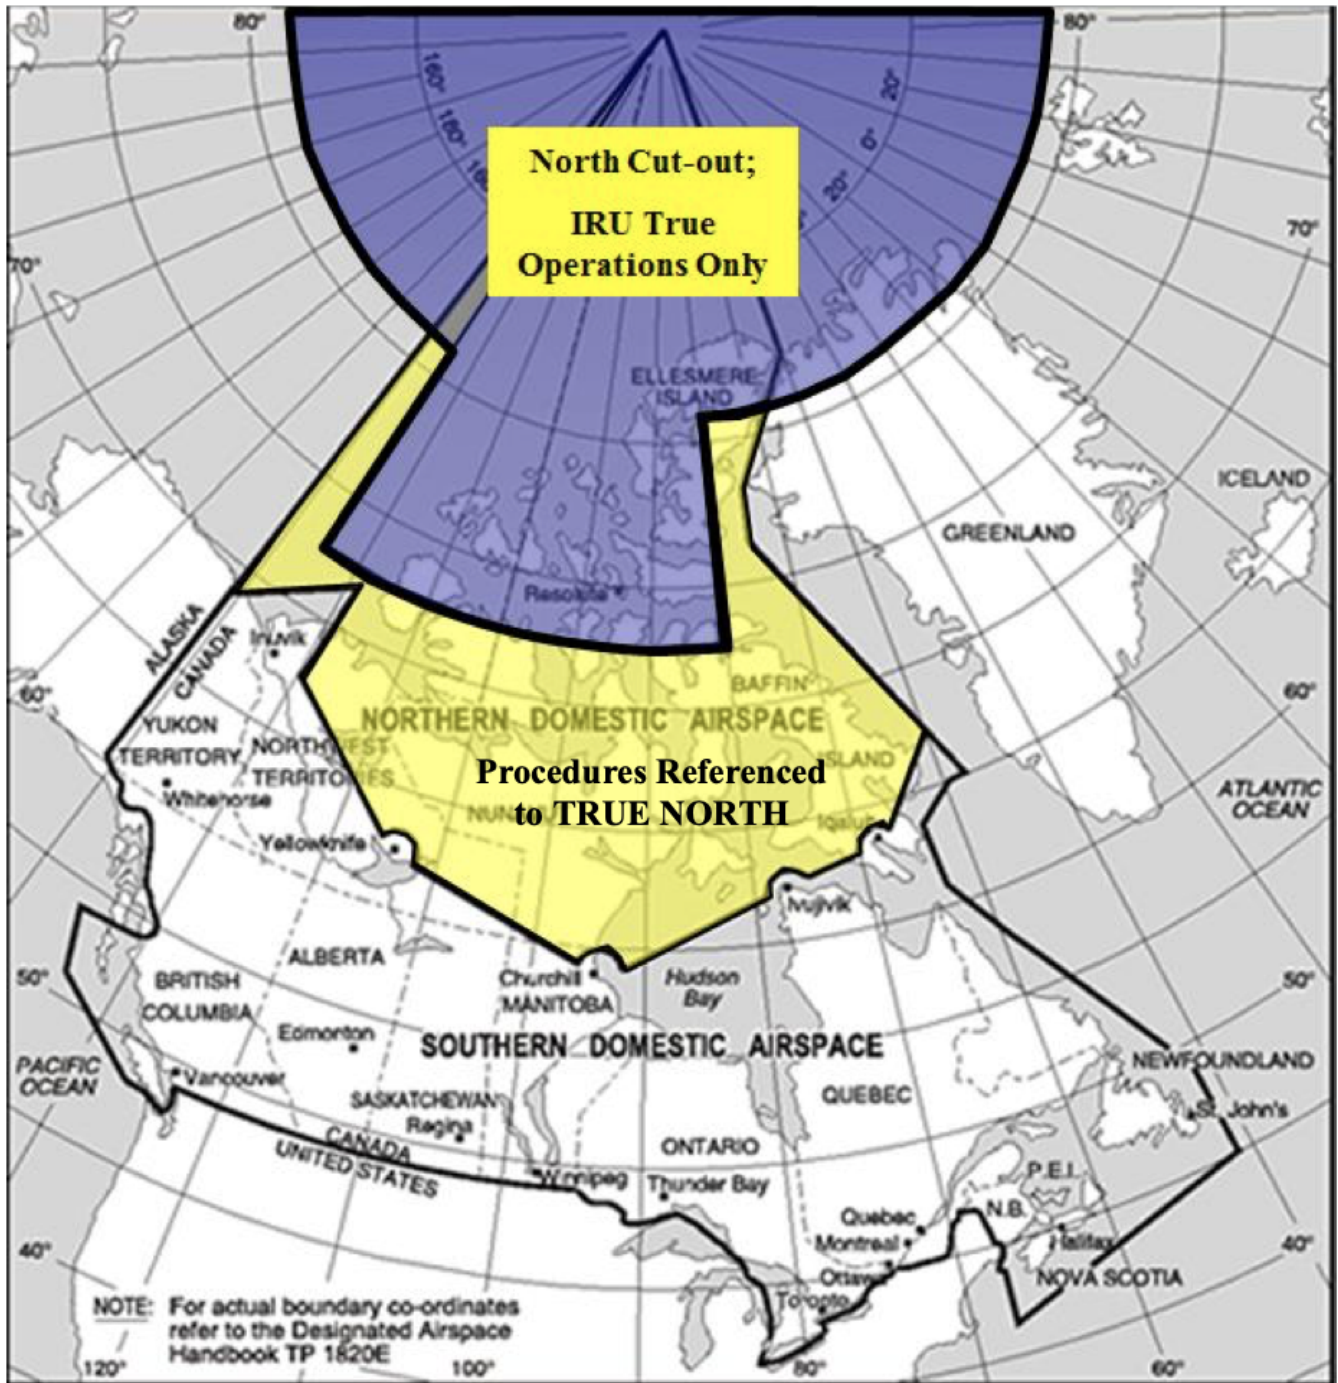 80°
80°
160°
180°
20°
0°
20°
North Cut-out;
IRU True
Operations Only
70°
70°
ELLESMERE
ISLAND
ICELAND
GREENLAND
Resolute
ALASKA
CANADA
Inuvik
60°
60°
BAFFIN
ISLAND
NORTHERN DOMESTIC AIRSPACE
YUKON
TERRITORY
NORTHWEST
TERRITORIES
Procedures Referenced
to TRUE NORTH
Whitehorse
Iqaluit
ATLANTIC
OCEAN
Yellowknife
Ivujivik
ALBERTA
50°
50°
BRITISH
COLUMBIA
Churchill
MANITOBA
Hudson
Bay
Edmonton
SOUTHERN DOMESTIC AIRSPACE
PACIFIC
OCEAN
Vancouver
NEWFOUNDLAND
SASKATCHEWAN
Regina
QUEBEC
St. John's
CANADA
UNITED STATES
ONTARIO
Winnipeg
Thunder Bay
P.E.I.
N.B.
Quebec
Montreal
Halifax
40°
40°
Ottawa
NOVA SCOTIA
Toronto
NOTE: For actual boundary co-ordinates
refer to the Designated Airspace
Handbook TP 1820E
120°
100°
80°
60°